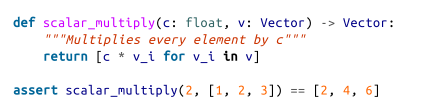 def scalar_multiply(c: float, v: Vector) -> Vector:
    """Multiplies every element by c"""
    return [c * v_i for v_i in v]

assert scalar_multiply(2, [1, 2, 3]) == [2, 4, 6]